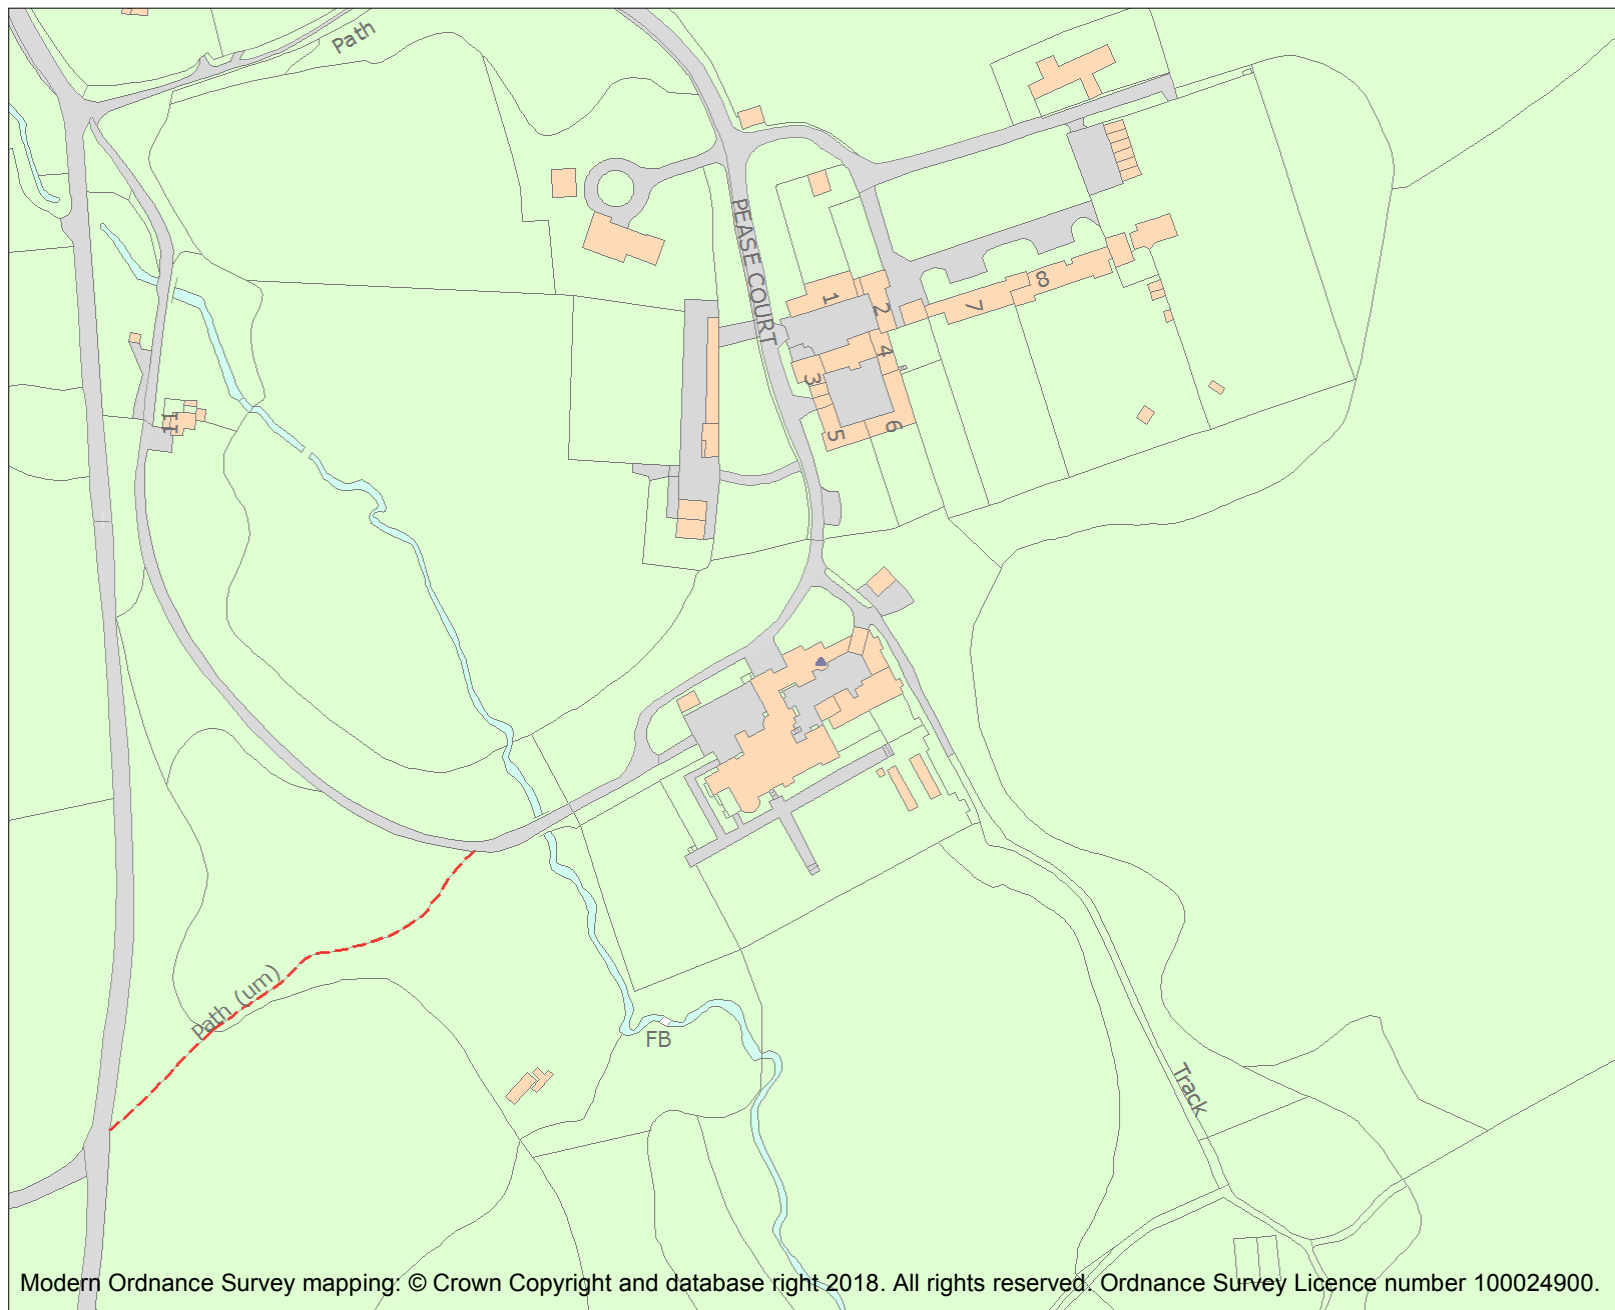 Path
PEASE COURT
1
2
3
4
5
6
7
8
11
Path (um)
FB
Track
Modern Ordnance Survey mapping: © Crown Copyright and database right 2018. All rights reserved. Ordnance Survey Licence number 100024900.